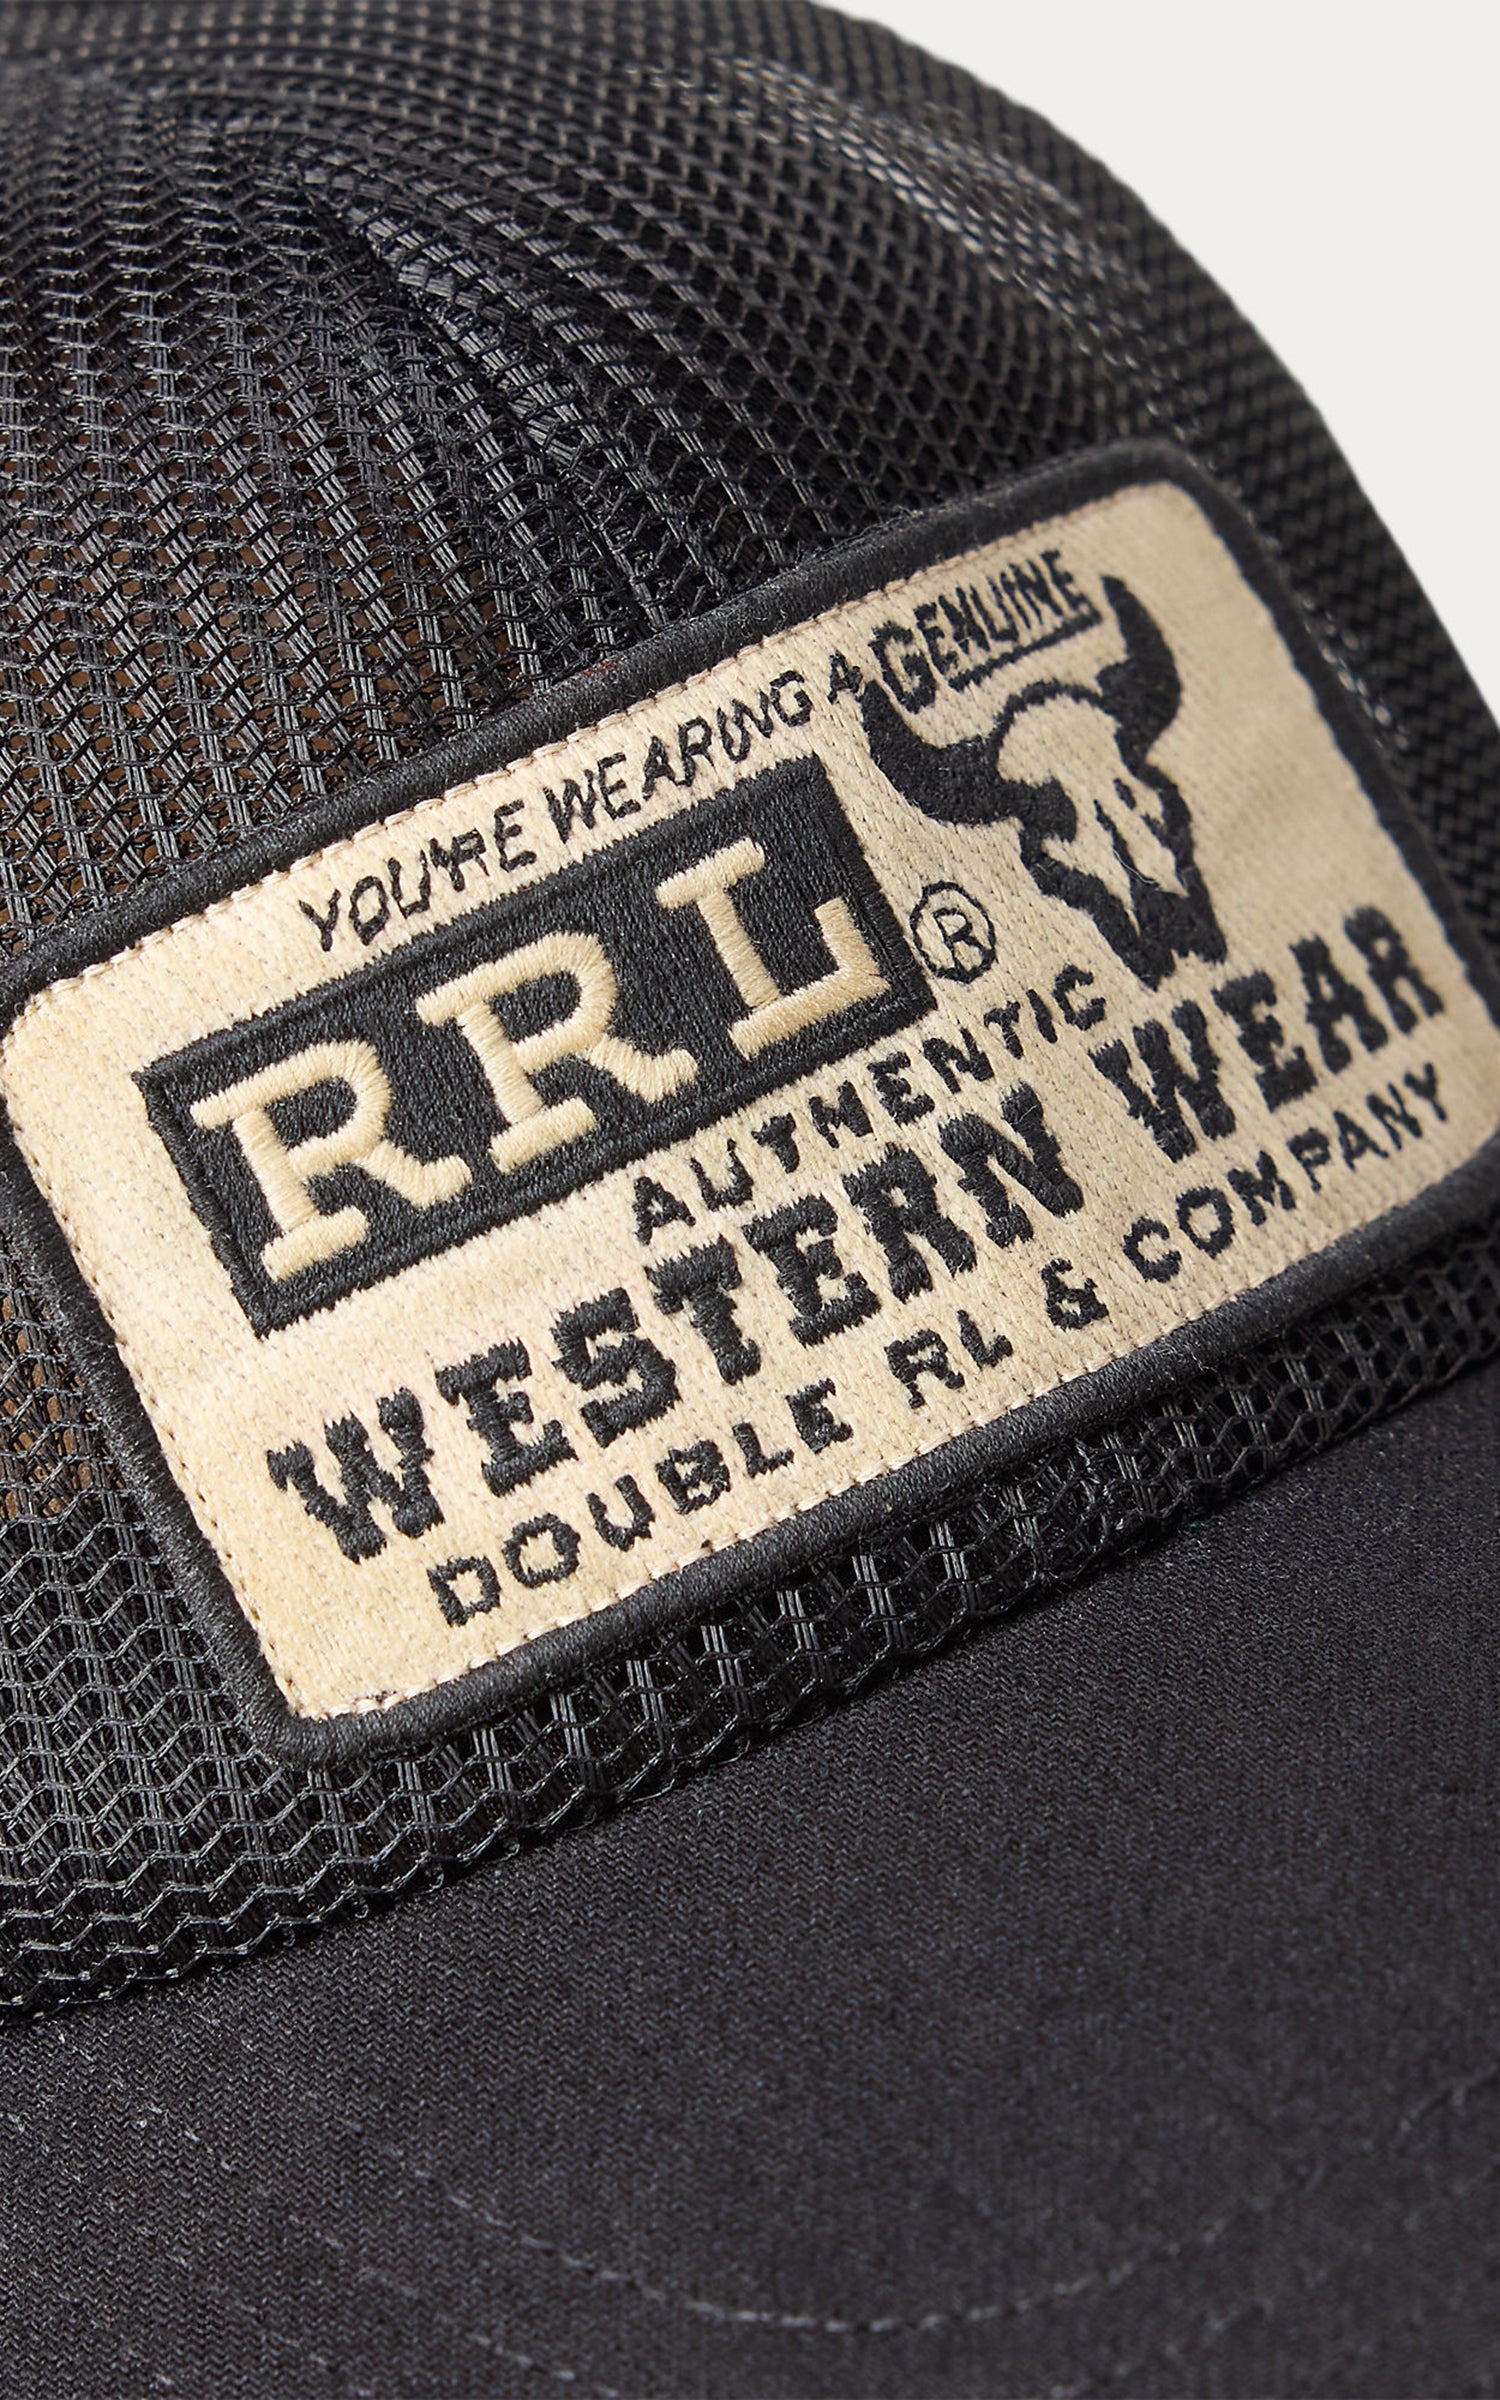 YOU'RE WEARING A GENUINE
RRL ®
AUTHENTIC
WESTERN WEAR
DOUBLE RL & COMPANY